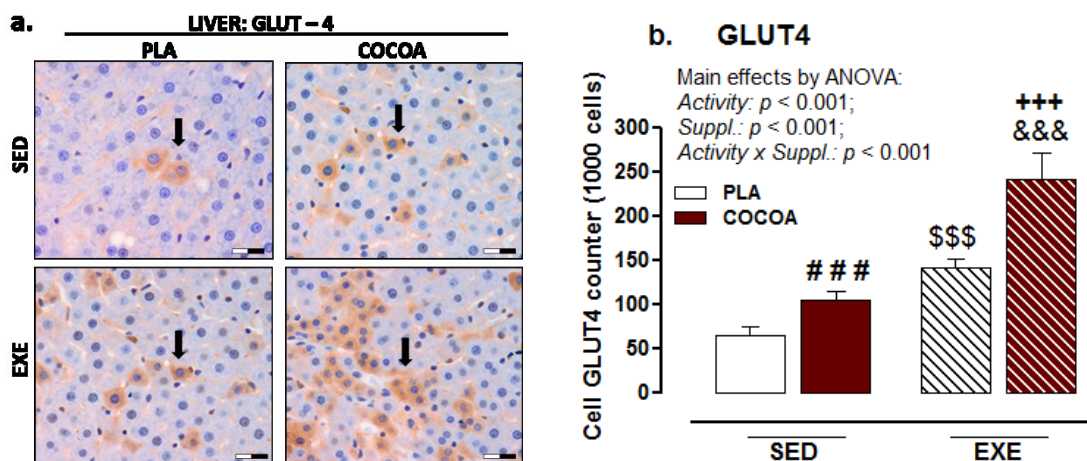 a.
LIVER: GLUT – 4
PLA
COCOA
SED
EXE
b. GLUT4
Main effects by ANOVA:
Activity: p < 0.001;
Suppl.: p < 0.001;
Activity x Suppl.: p < 0.001
PLA
COCOA
Cell GLUT4 counter (1000 cells)
300
250
200
150
100
50
0
###
$$$
+++
&&&
SED
EXE